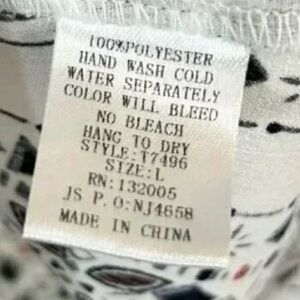 100%POLYESTER
HAND WASH COLD
WATER SEPARATELY
COLOR WILL BLEED
NO BLEACH
HANG TO DRY
STYLE:T7496
SIZE:L
RN:132005
JS P.O:NJ4658
MADE IN CHINA